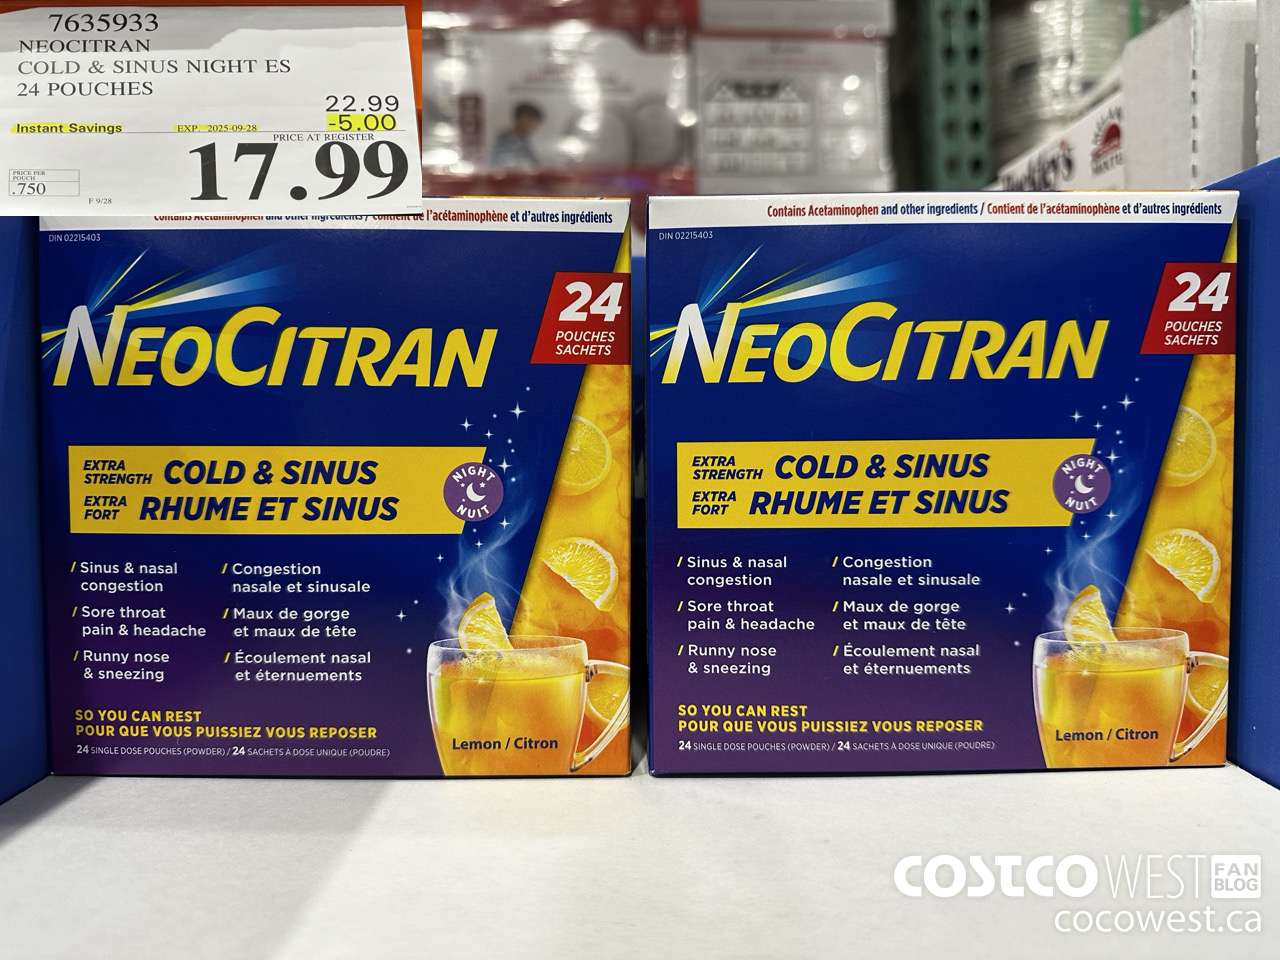 7635933
NEOCITRAN
COLD & SINUS NIGHT ES
24 POUCHES
22.99
Instant Savings EXP. 2025-09-28 -5.00
PRICE AT REGISTER
17.99
PRICE PER
POUCH
.750
F 9/28
Contains Acetaminophen and other ingredients / Contient de l'acétaminophène et d'autres ingrédients
DIN 02215403
24
POUCHES
SACHETS
NEOCITRAN
EXTRA
STRENGTH COLD & SINUS
EXTRA
FORT RHUME ET SINUS
NIGHT
NUIT
/ Sinus & nasal
congestion
/ Congestion
nasale et sinusale
/ Sore throat
pain & headache
/ Maux de gorge
et maux de tête
/ Runny nose
& sneezing
/ Écoulement nasal
et éternuements
SO YOU CAN REST
POUR QUE VOUS PUISSIEZ VOUS REPOSER
24 SINGLE DOSE POUCHES (POWDER) / 24 SACHETS À DOSE UNIQUE (POUDRE)
Lemon / Citron
Contains Acetaminophen and other ingredients / Contient de l'acétaminophène et d'autres ingrédients
DIN 02215403
24
POUCHES
SACHETS
NEOCITRAN
EXTRA
STRENGTH COLD & SINUS
EXTRA
FORT RHUME ET SINUS
NIGHT
NUIT
/ Sinus & nasal
congestion
/ Congestion
nasale et sinusale
/ Sore throat
pain & headache
/ Maux de gorge
et maux de tête
/ Runny nose
& sneezing
/ Écoulement nasal
et éternuements
SO YOU CAN REST
POUR QUE VOUS PUISSIEZ VOUS REPOSER
24 SINGLE DOSE POUCHES (POWDER) / 24 SACHETS À DOSE UNIQUE (POUDRE)
Lemon / Citron
COSTCO WEST FAN
BLOG
cocowest.ca